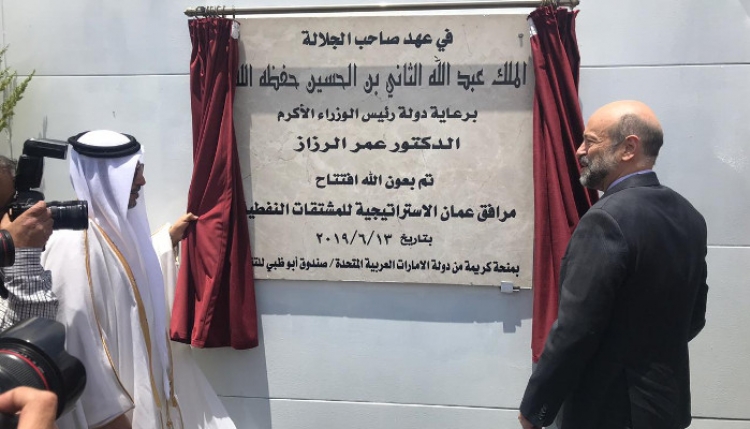 في عهد صاحب الجلالة
الملك عبد الله الثاني بن الحسين حفظه
برعاية دولة رئيس الوزراء الأكرم
الدكتور عمر الرزاز
تم بعون الله افتتاح
مرافق عمان الاستراتيجية للمشتقات
بتاريخ ٢٠١٩/٦/١٣
بمنحة كريمة من دولة الامارات العربية المتحدة / صندوق أبو ظبي